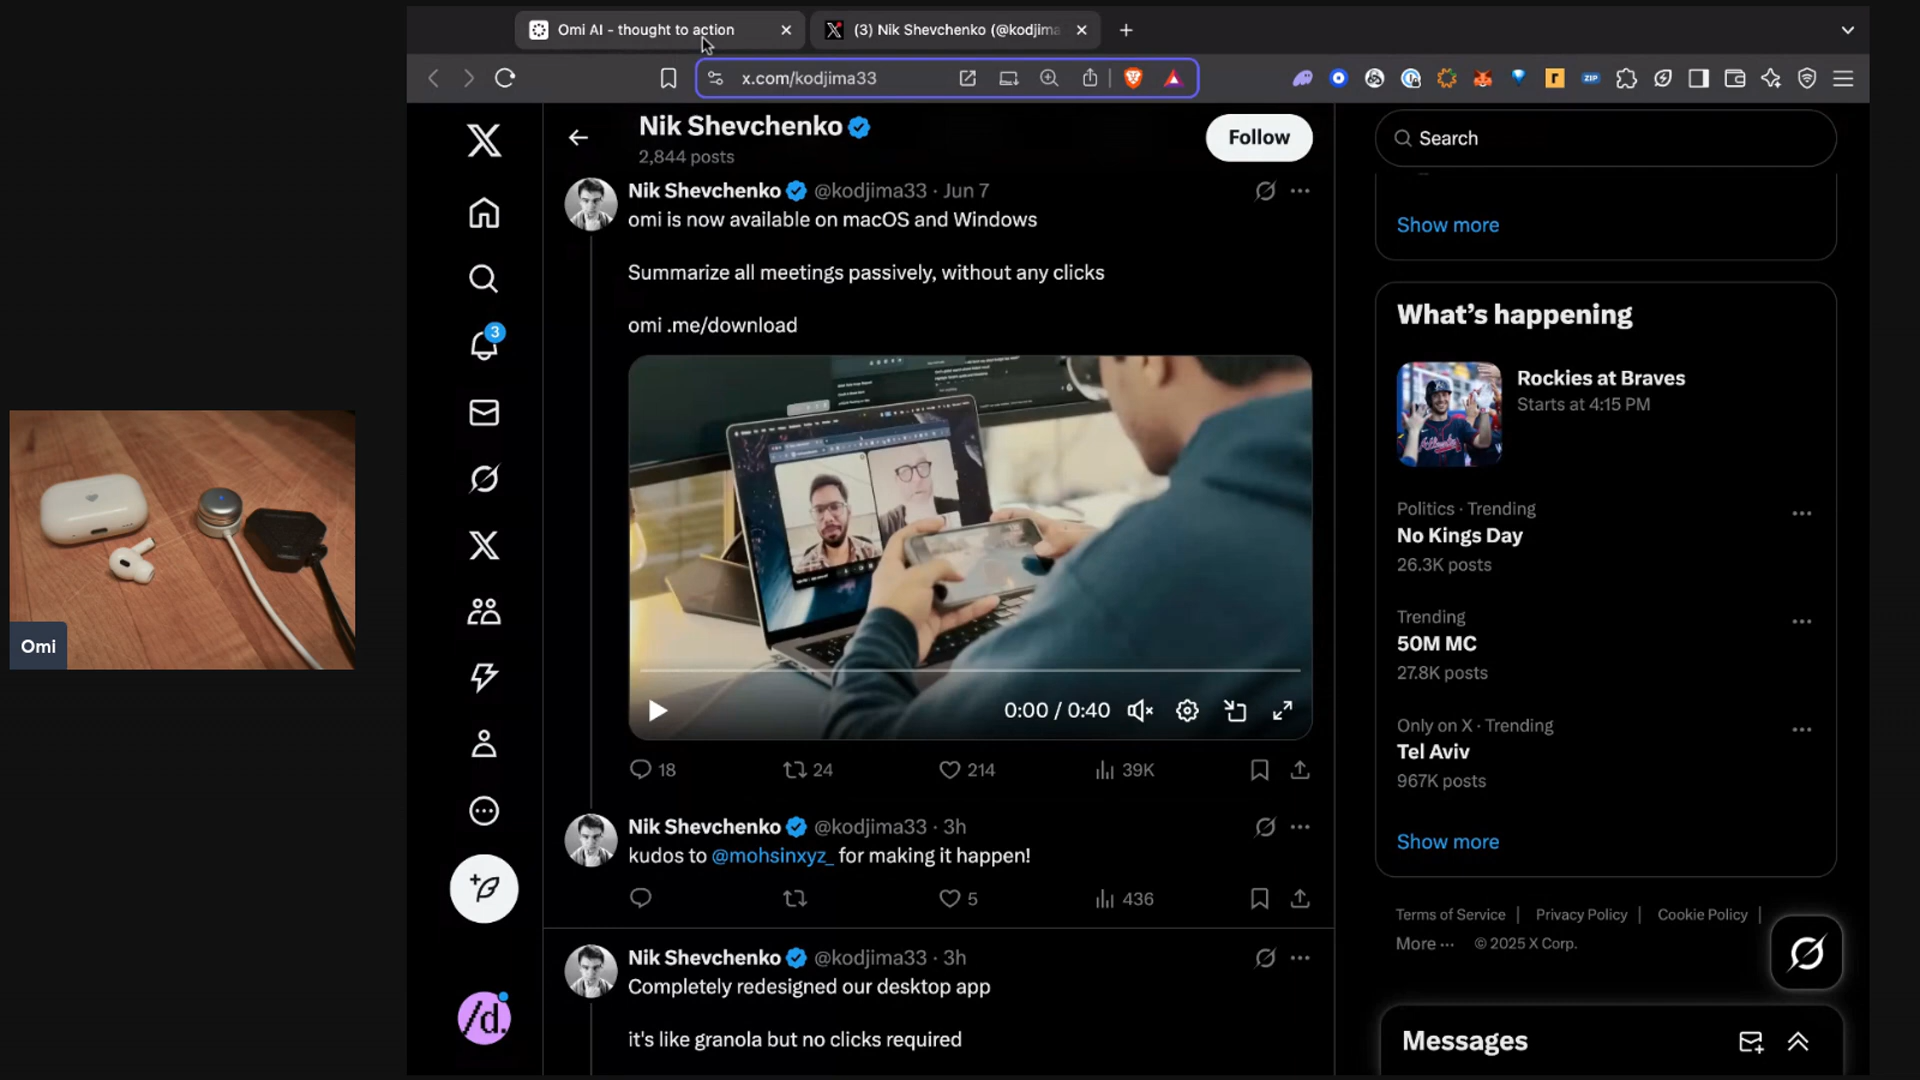 Omi AI - thought to action
(3) Nik Shevchenko (@kodjima
x.com/kodjima33
ZIP
Nik Shevchenko
2,844 posts
Follow
Search
Nik Shevchenko @kodjima33 · Jun 7
omi is now available on macOS and Windows
Summarize all meetings passively, without any clicks
omi .me/download
0:00 / 0:40
18
24
214
39K
Nik Shevchenko @kodjima33 · 3h
kudos to @mohsinxyz_ for making it happen!
5
436
Nik Shevchenko @kodjima33 · 3h
Completely redesigned our desktop app
it's like granola but no clicks required
3
/d.
Show more
What's happening
Rockies at Braves
Starts at 4:15 PM
Politics · Trending
No Kings Day
26.3K posts
Trending
50M MC
27.8K posts
Only on X · Trending
Tel Aviv
967K posts
Show more
Terms of Service | Privacy Policy | Cookie Policy |
More ··· © 2025 X Corp.
Messages
Omi